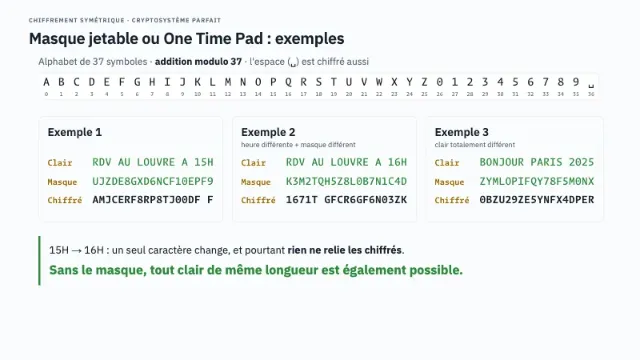 CHIFFREMENT SYMÉTRIQUE · CRYPTOSYSTÈME PARFAIT
Masque jetable ou One Time Pad : exemples
Alphabet de 37 symboles · addition modulo 37 · l'espace (␣) est chiffré aussi
A B C D E F G H I J K L M N O P Q R S T U V W X Y Z 0 1 2 3 4 5 6 7 8 9 ␣
0 1 2 3 4 5 6 7 8 9 10 11 12 13 14 15 16 17 18 19 20 21 22 23 24 25 26 27 28 29 30 31 32 33 34 35 36
Exemple 1
Clair RDV AU LOUVRE A 15H
Masque UJZDE8GXD6NCF10EPF9
Chiffré AMJCERF8RP8TJ00DF F
Exemple 2
heure différente + masque différent
Clair RDV AU LOUVRE A 16H
Masque K3M2TQH5Z8L0B7N1C4D
Chiffré 1671T GFCR6GF6N03ZK
Exemple 3
clair totalement différent
Clair BONJOUR PARIS 2025
Masque ZYMLOPIFQY78F5M0NX
Chiffré 0BZU29ZE5YNFX4DPER
15H → 16H : un seul caractère change, et pourtant rien ne relie les chiffrés.
Sans le masque, tout clair de même longueur est également possible.